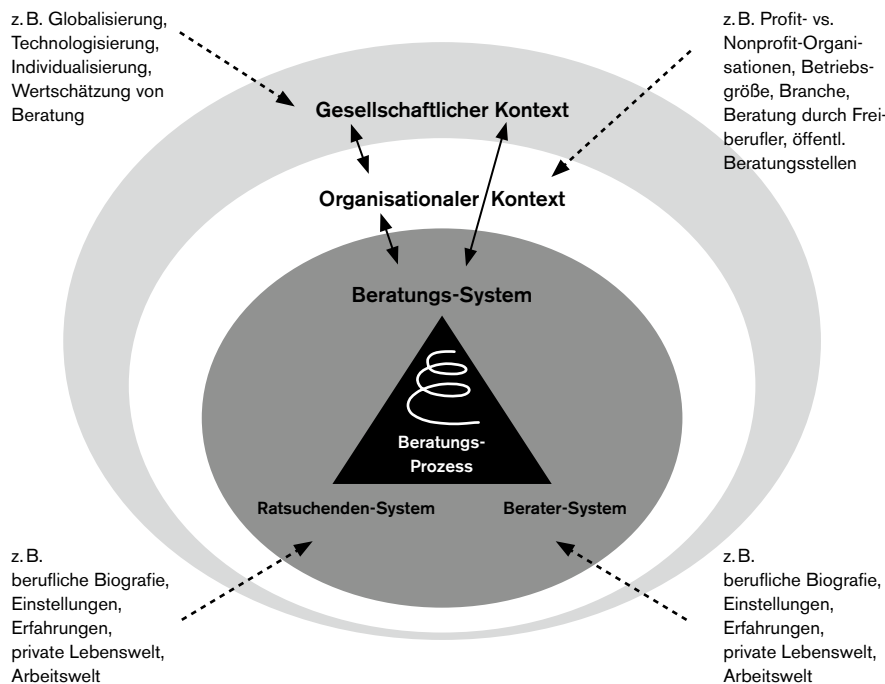 z. B. Globalisierung,
Technologisierung,
Individualisierung,
Wertschätzung von
Beratung
z. B. Profit- vs.
Nonprofit-Organi-
sationen, Betriebs-
größe, Branche,
Beratung durch Frei-
berufler, öffentl.
Beratungsstellen
Gesellschaftlicher Kontext
Organisationaler Kontext
Beratungs-System
Beratungs-
Prozess
Ratsuchenden-System
Berater-System
z. B.
berufliche Biografie,
Einstellungen,
Erfahrungen,
private Lebenswelt,
Arbeitswelt
z. B.
berufliche Biografie,
Einstellungen,
Erfahrungen,
private Lebenswelt,
Arbeitswelt